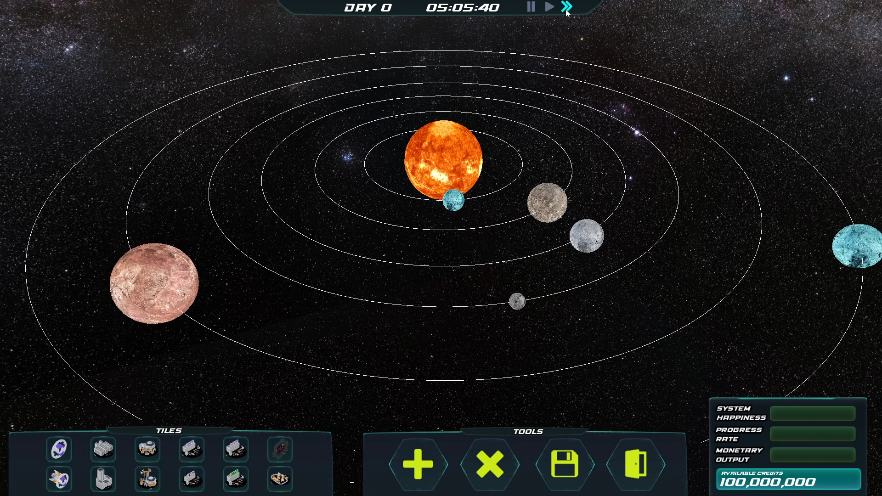 DAY 0 05:05:40
TILES
TOOLS
SYSTEM
HAPPINESS
PROGRESS
RATE
MONETARY
OUTPUT
AVAILABLE CREDITS
100,000,000